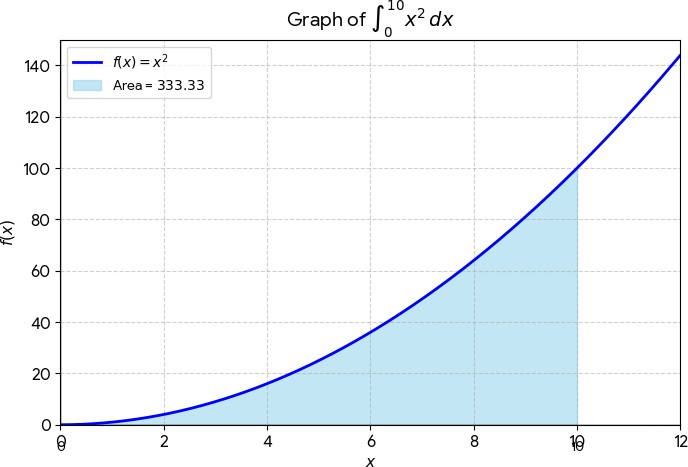 Graph of ∫₀¹⁰ x² dx
f(x) = x²
Area = 333.33
140
120
100
80
60
40
20
0
f(x)
0 2 4 6 8 10 12
0 10
x